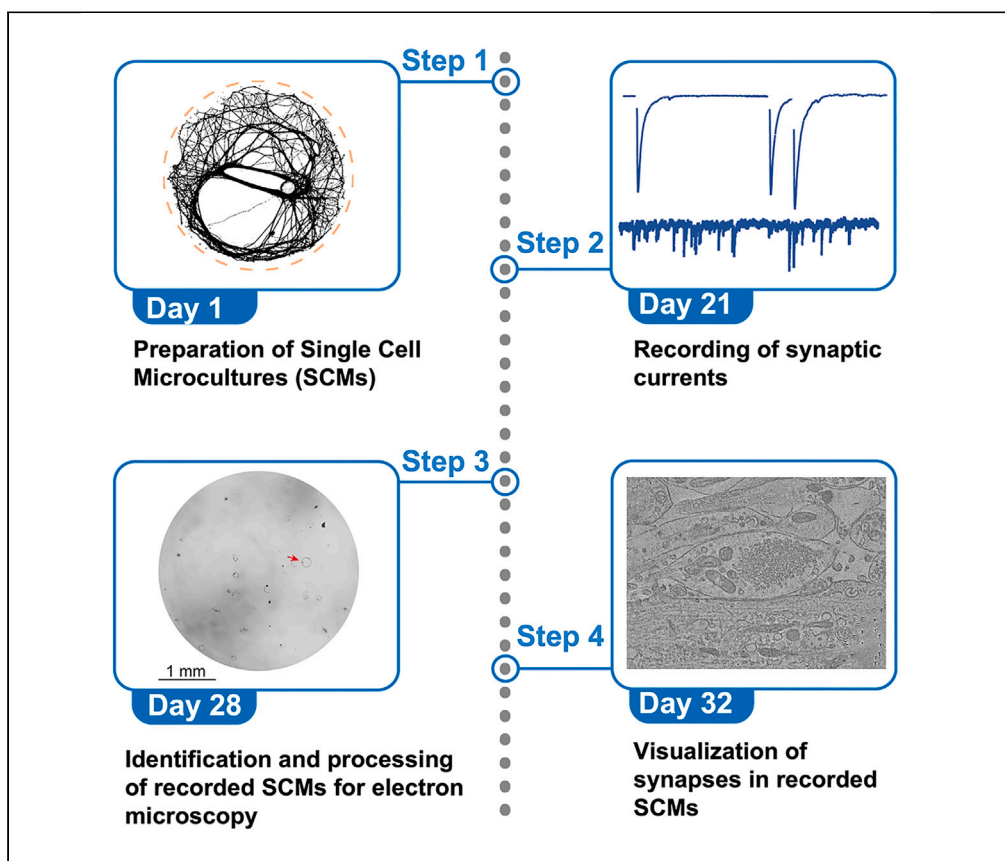 Step 1
Day 1
Preparation of Single Cell
Microcultures (SCMs)
Step 2
Day 21
Recording of synaptic
currents
Step 3
1 mm
Day 28
Identification and processing
of recorded SCMs for electron
microscopy
Step 4
Day 32
Visualization of
synapses in recorded
SCMs